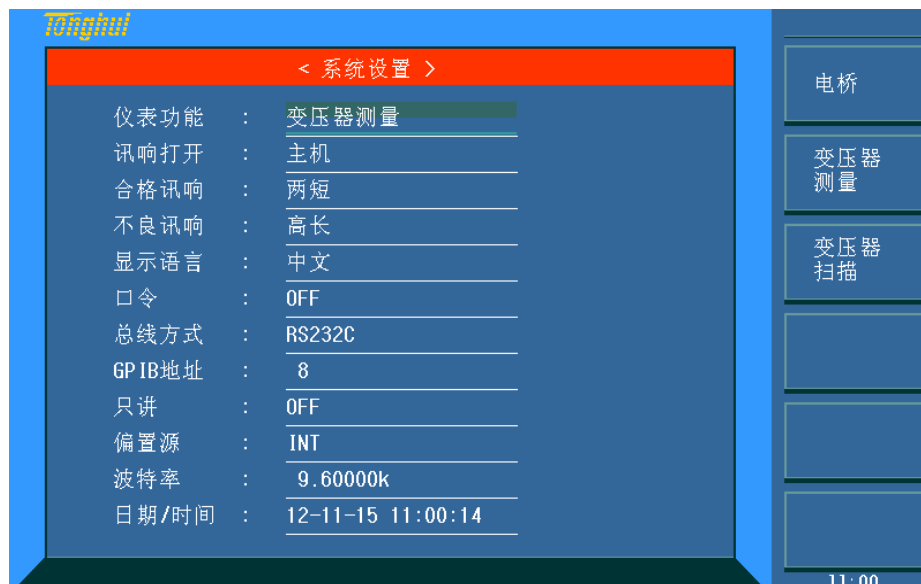 Tonghui
< 系统设置 >
仪表功能 : 变压器测量
讯响打开 : 主机
合格讯响 : 两短
不良讯响 : 高长
显示语言 : 中文
口令 : OFF
总线方式 : RS232C
GPIB地址 : 8
只讲 : OFF
偏置源 : INT
波特率 : 9.60000k
日期/时间 : 12-11-15 11:00:14
电桥
变压器
测量
变压器
扫描
11:00